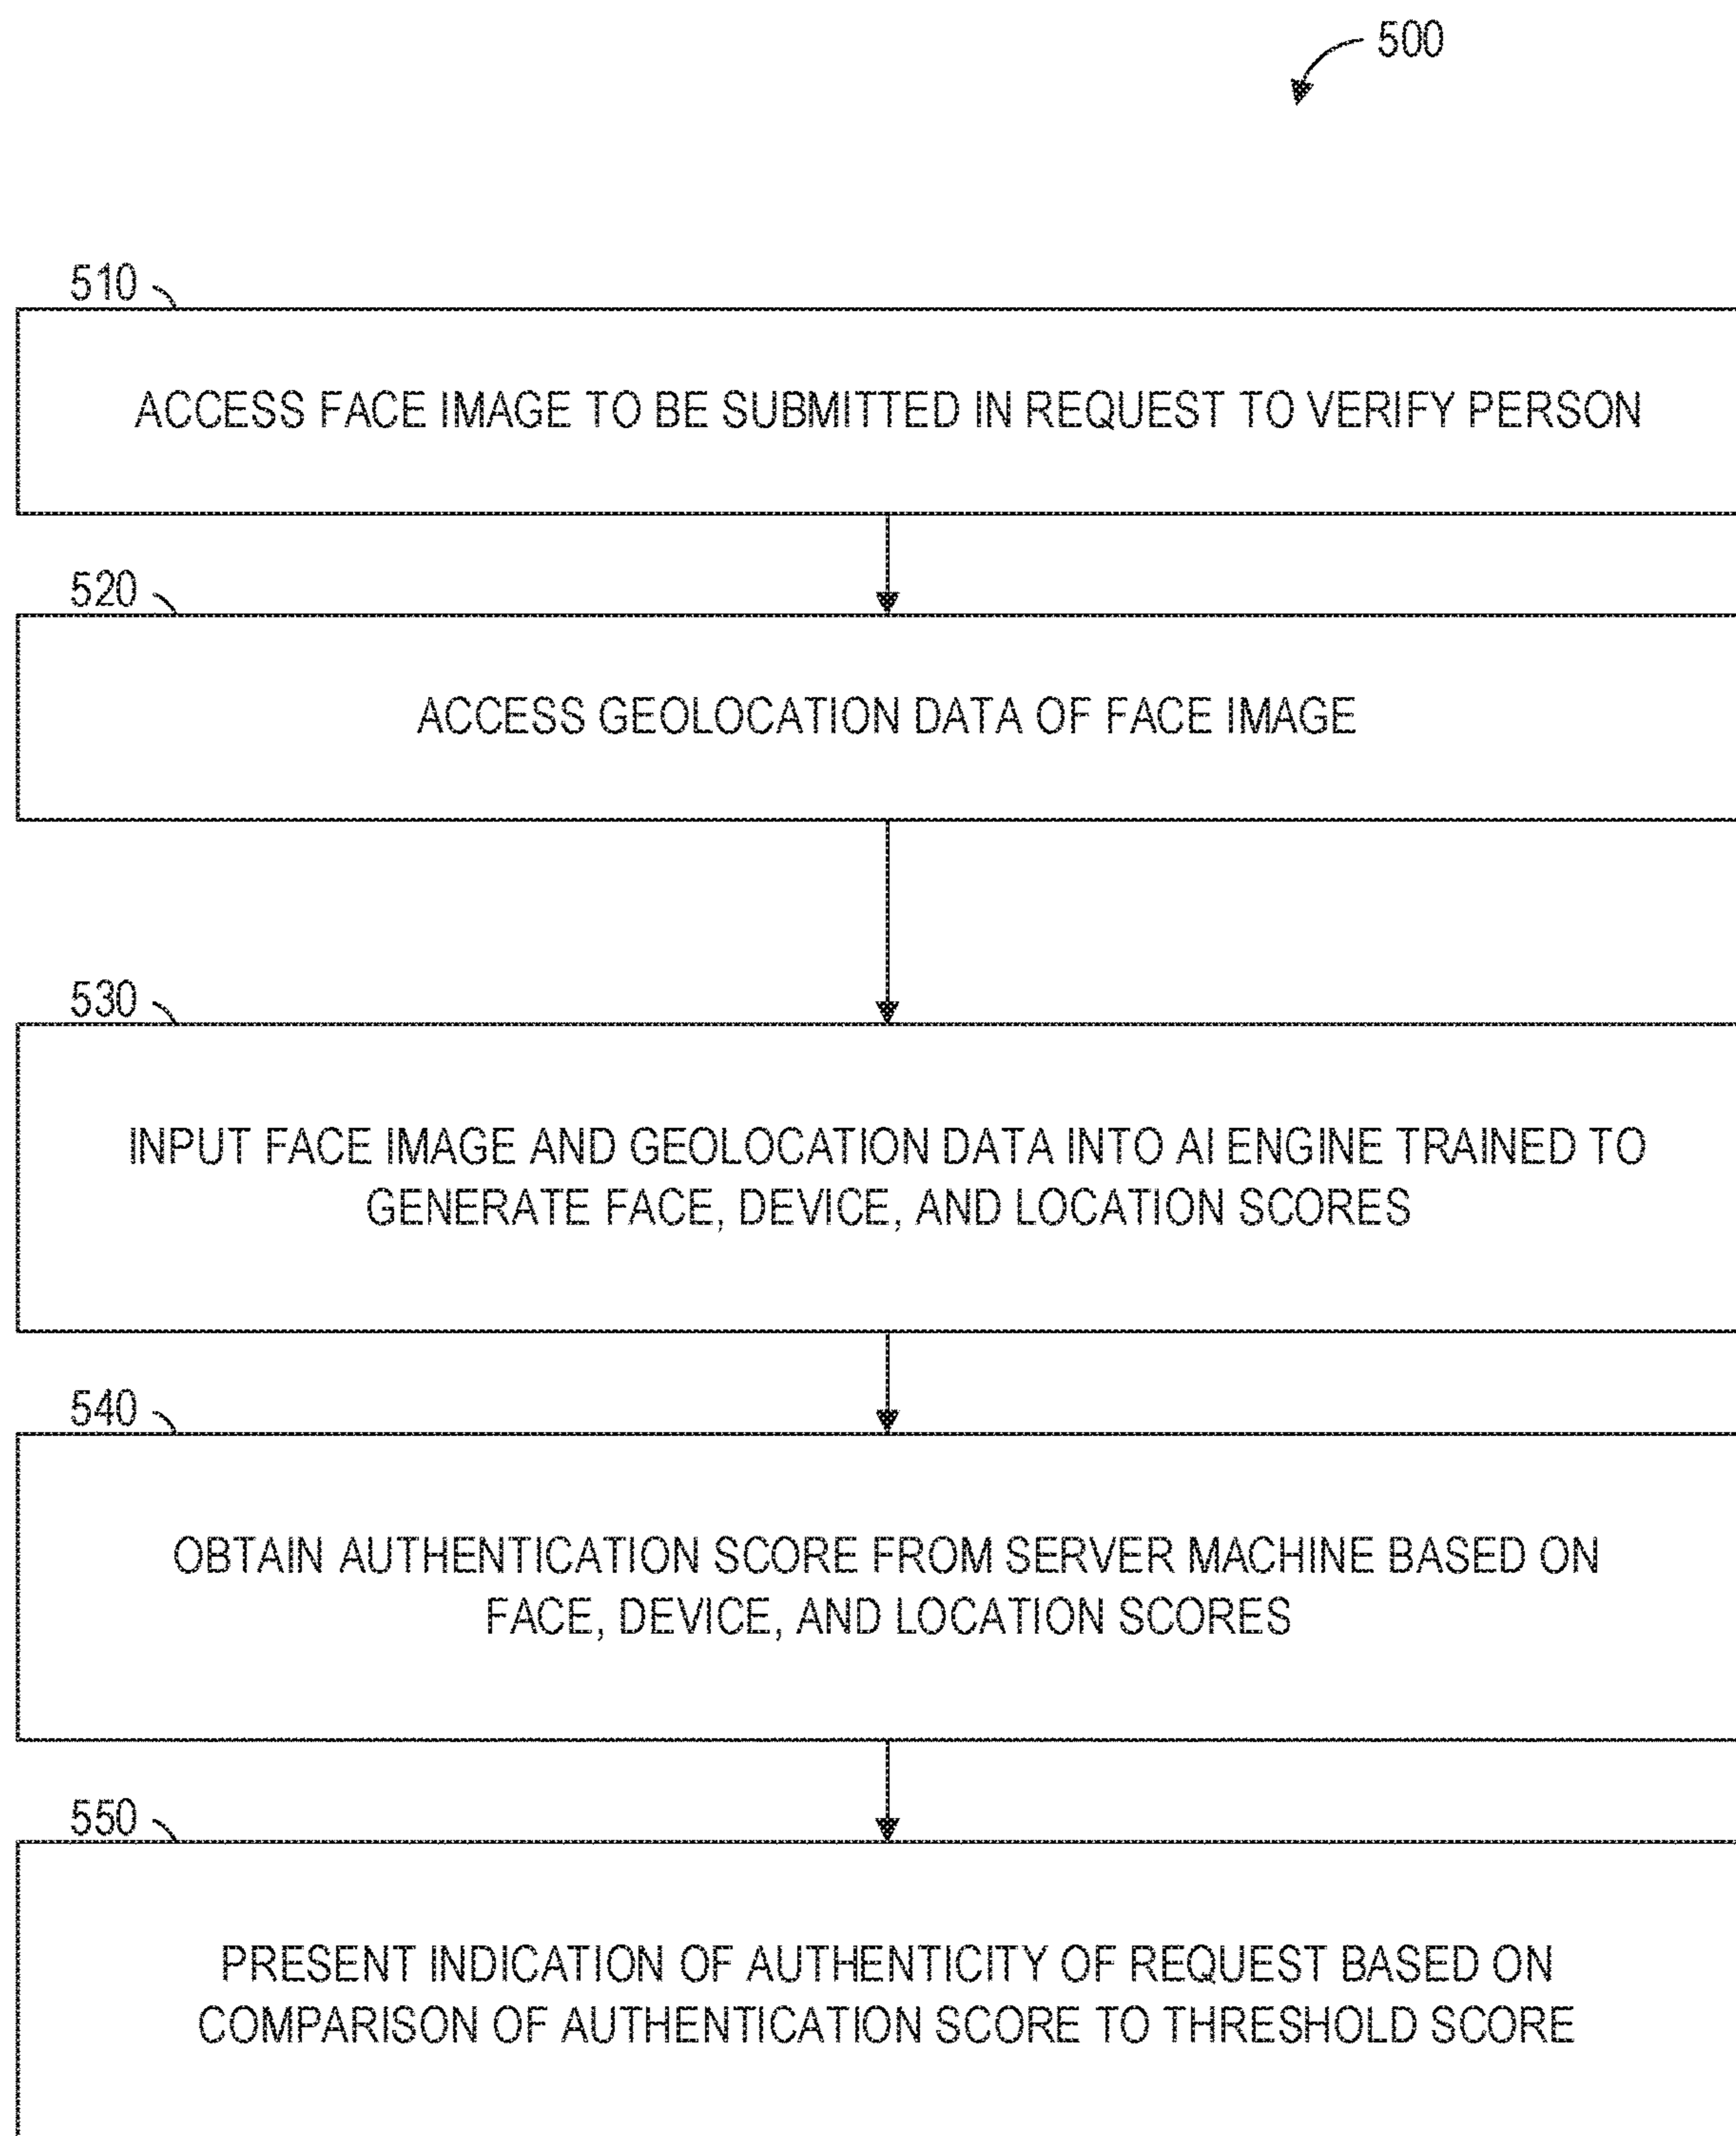 500
510
ACCESS FACE IMAGE TO BE SUBMITTED IN REQUEST TO VERIFY PERSON
520
ACCESS GEOLOCATION DATA OF FACE IMAGE
530
INPUT FACE IMAGE AND GEOLOCATION DATA INTO AI ENGINE TRAINED TO
GENERATE FACE, DEVICE, AND LOCATION SCORES
540
OBTAIN AUTHENTICATION SCORE FROM SERVER MACHINE BASED ON
FACE, DEVICE, AND LOCATION SCORES
550
PRESENT INDICATION OF AUTHENTICITY OF REQUEST BASED ON
COMPARISON OF AUTHENTICATION SCORE TO THRESHOLD SCORE